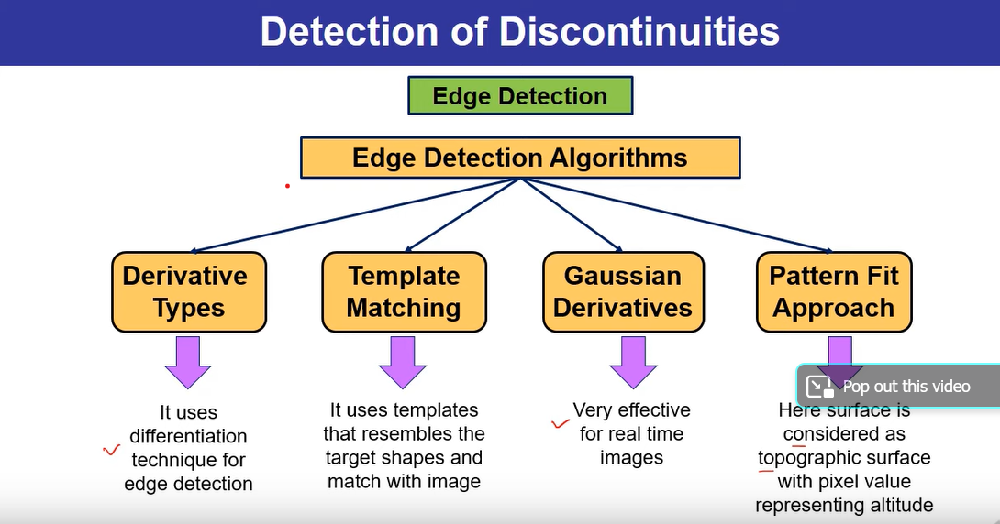 Detection of Discontinuities
Edge Detection
Edge Detection Algorithms
Derivative
Types
Template
Matching
Gaussian
Derivatives
Pattern Fit
Approach
It uses
differentiation
technique for
edge detection
It uses templates
that resembles the
target shapes and
match with image
Very effective
for real time
images
Pop out this video
Here surface is
considered as
topographic surface
with pixel value
representing altitude